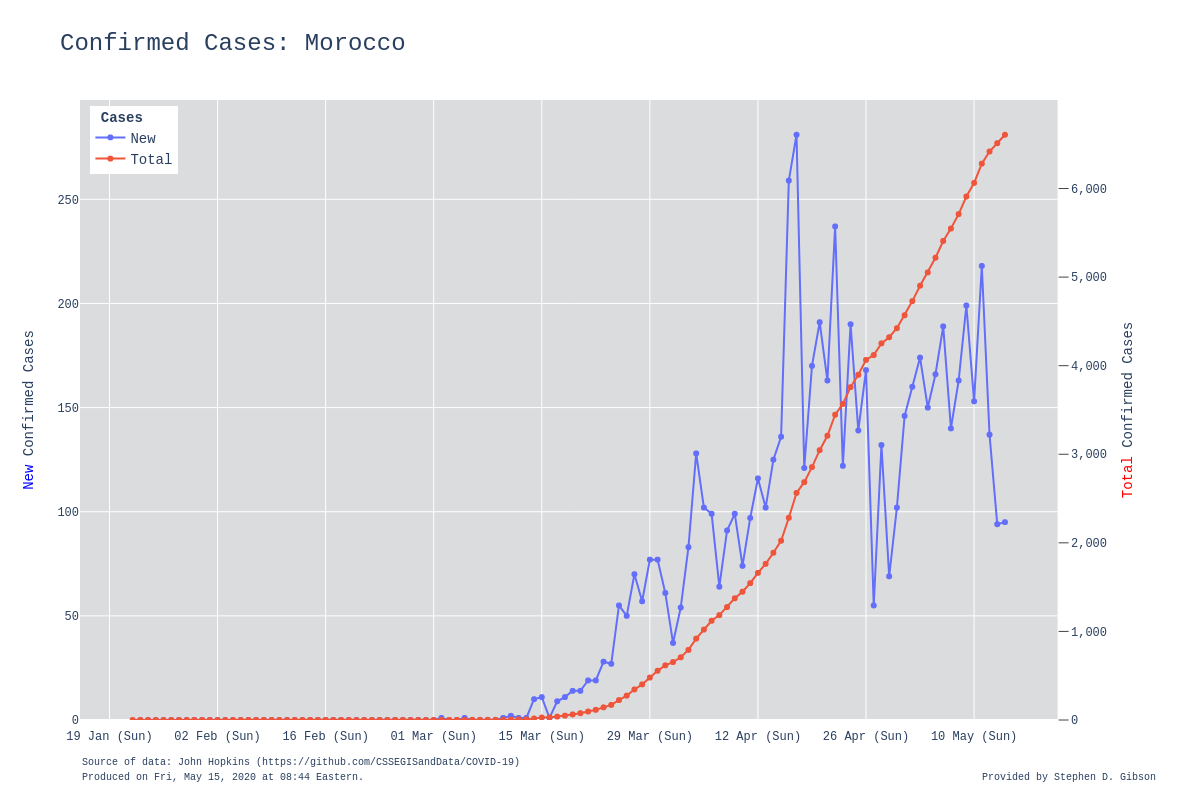 Confirmed Cases: Morocco
Cases
New
Total
250
200
150
100
50
0
6,000
5,000
4,000
3,000
2,000
1,000
0
New Confirmed Cases
Total Confirmed Cases
19 Jan (Sun) 02 Feb (Sun) 16 Feb (Sun) 01 Mar (Sun) 15 Mar (Sun) 29 Mar (Sun) 12 Apr (Sun) 26 Apr (Sun) 10 May (Sun)
Source of data: John Hopkins (https://github.com/CSSEGISandData/COVID-19)
Produced on Fri, May 15, 2020 at 08:44 Eastern.
Provided by Stephen D. Gibson